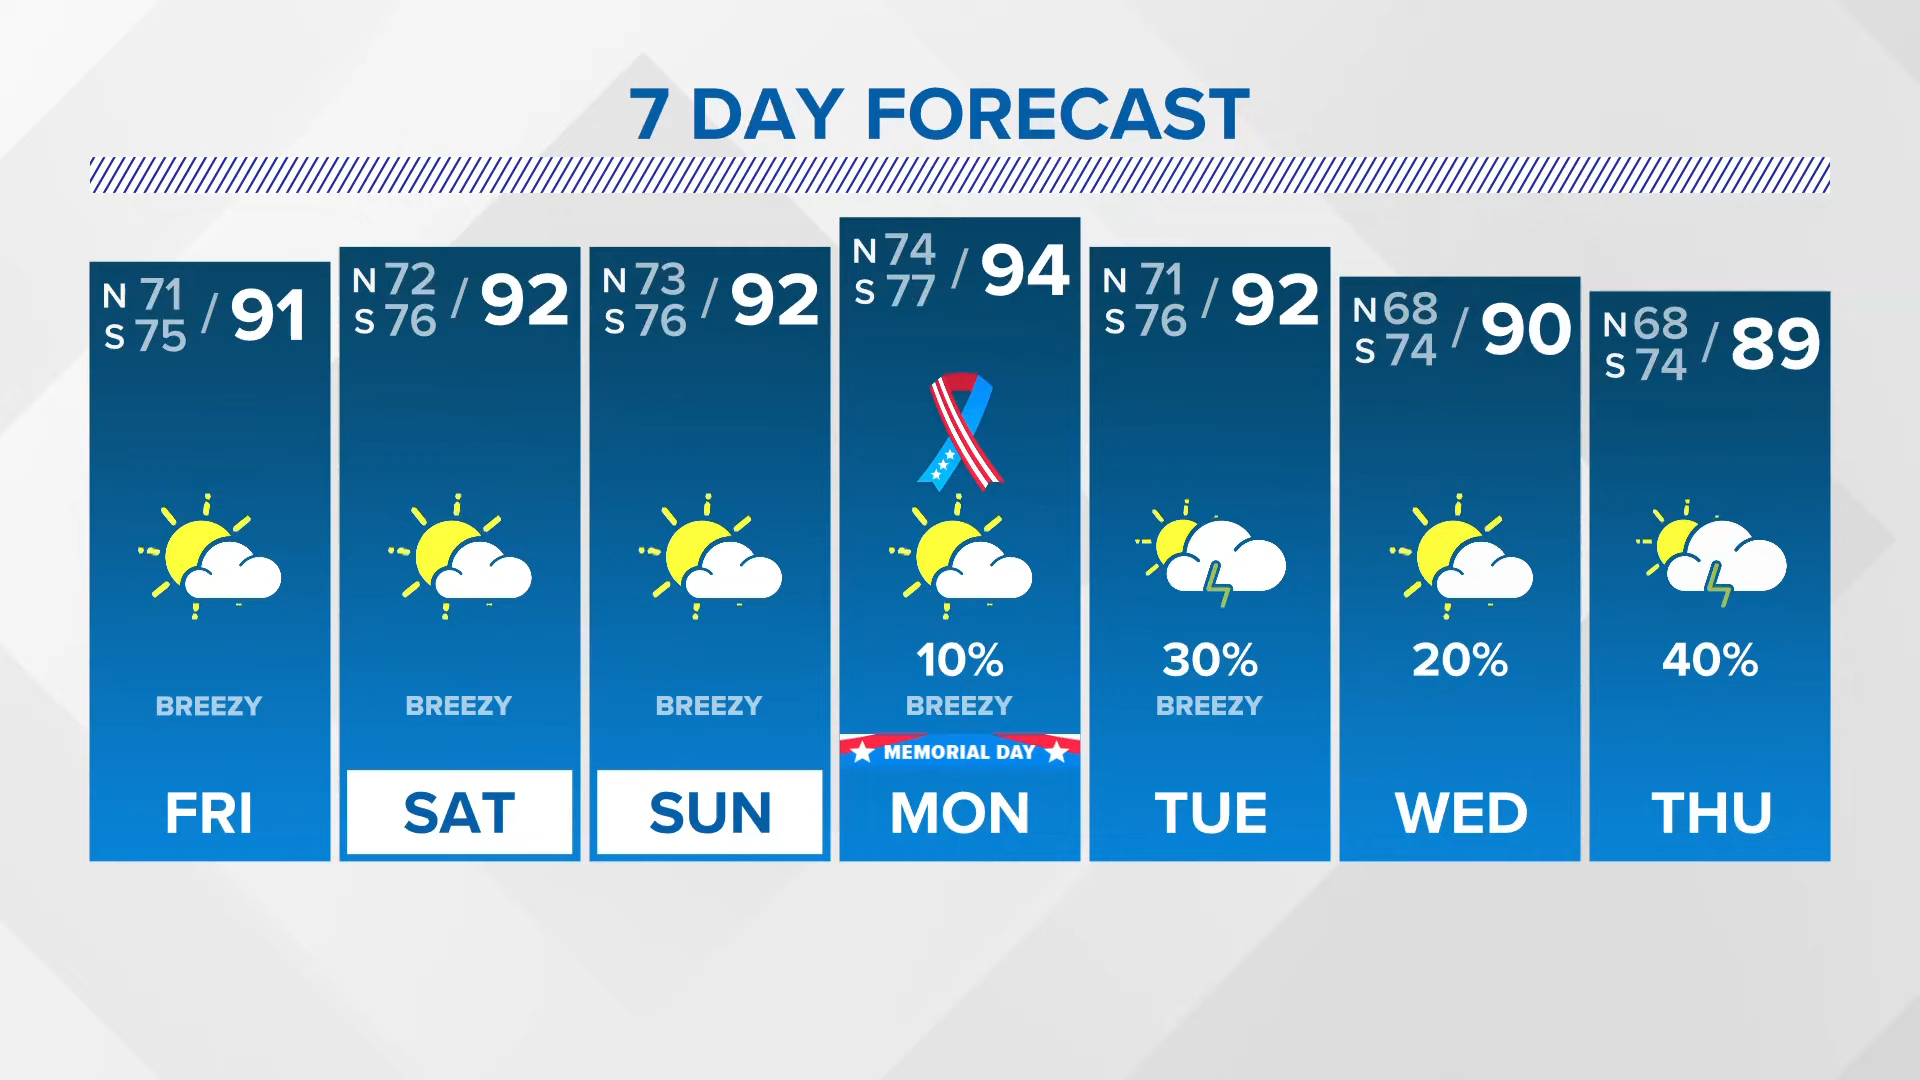 7 DAY FORECAST
N 71
S 75
/ 91
BREEZY
FRI
N 72
S 76
/ 92
BREEZY
SAT
N 73
S 76
/ 92
BREEZY
SUN
N 74
S 77
/ 94
10%
BREEZY
MEMORIAL DAY
MON
N 71
S 76
/ 92
30%
BREEZY
TUE
N 68
S 74
/ 90
20%
WED
N 68
S 74
/ 89
40%
THU